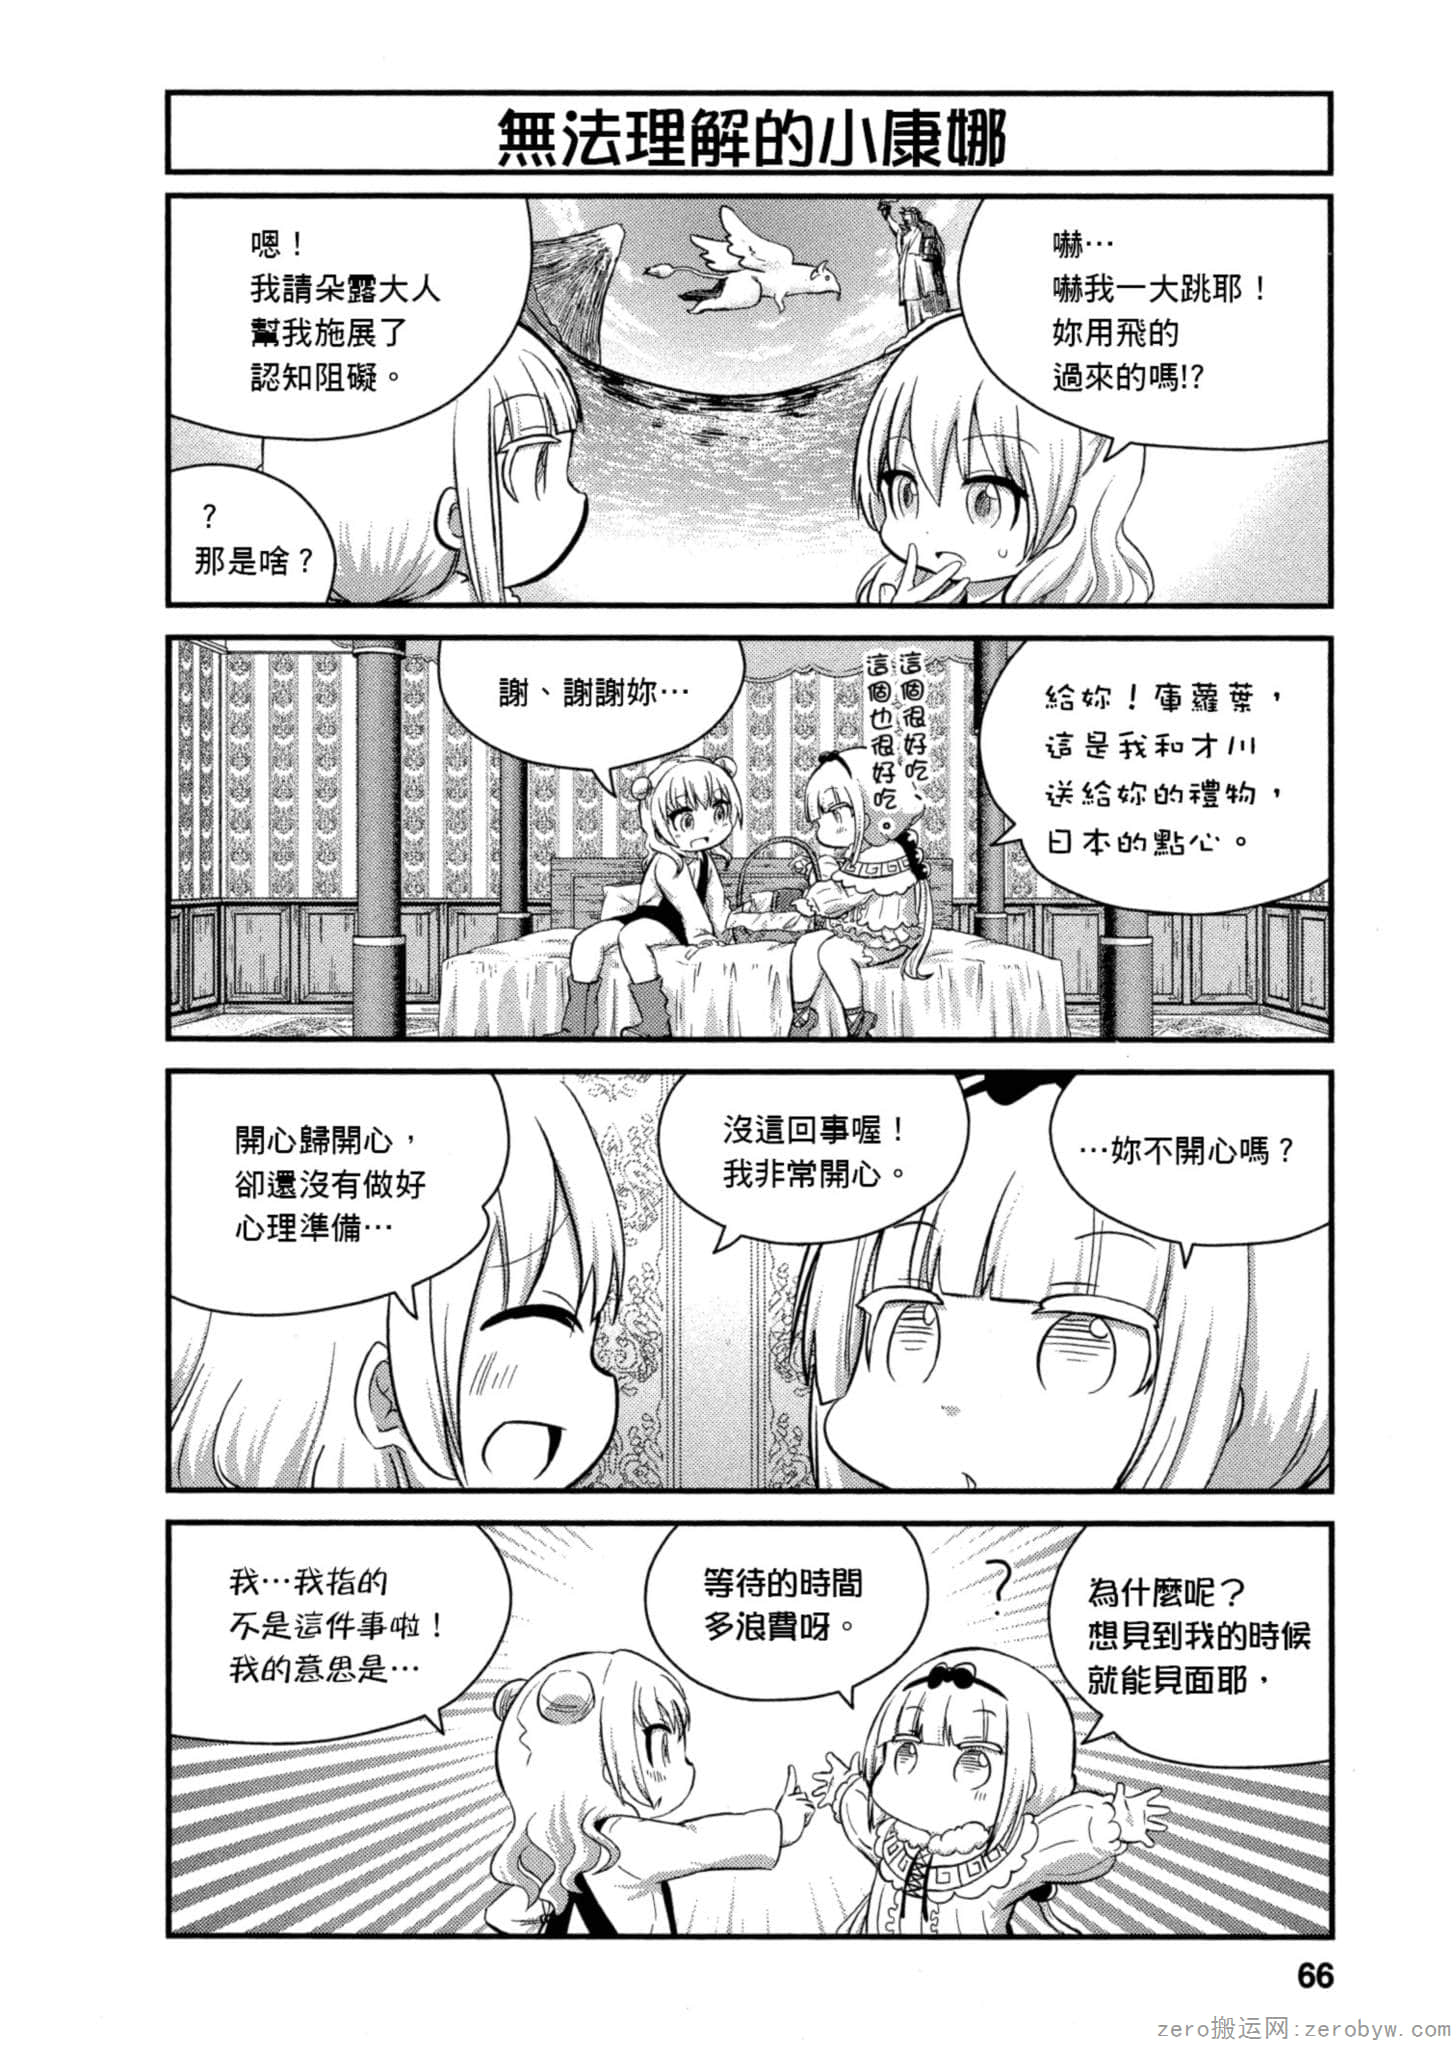 無法理解的小康娜
嚇…
嚇我一大跳耶！
妳用飛的
過來的嗎!?
嗯！
我請朵露大人
幫我施展了
認知阻礙。
？
那是啥？
給妳！庫蘿葉，
這是我和才川
送給妳的禮物，
日本的點心。
這個很好吃、
這個也很好吃。
謝、謝謝妳…
…妳不開心嗎？
沒這回事喔！
我非常開心。
開心歸開心，
卻還沒有做好
心理準備…
為什麼呢？
想見到我的時候
就能見面耶，
？
等待的時間
多浪費呀。
我…我指的
不是這件事啦！
我的意思是…
66
zero搬运网:zerobyw.com